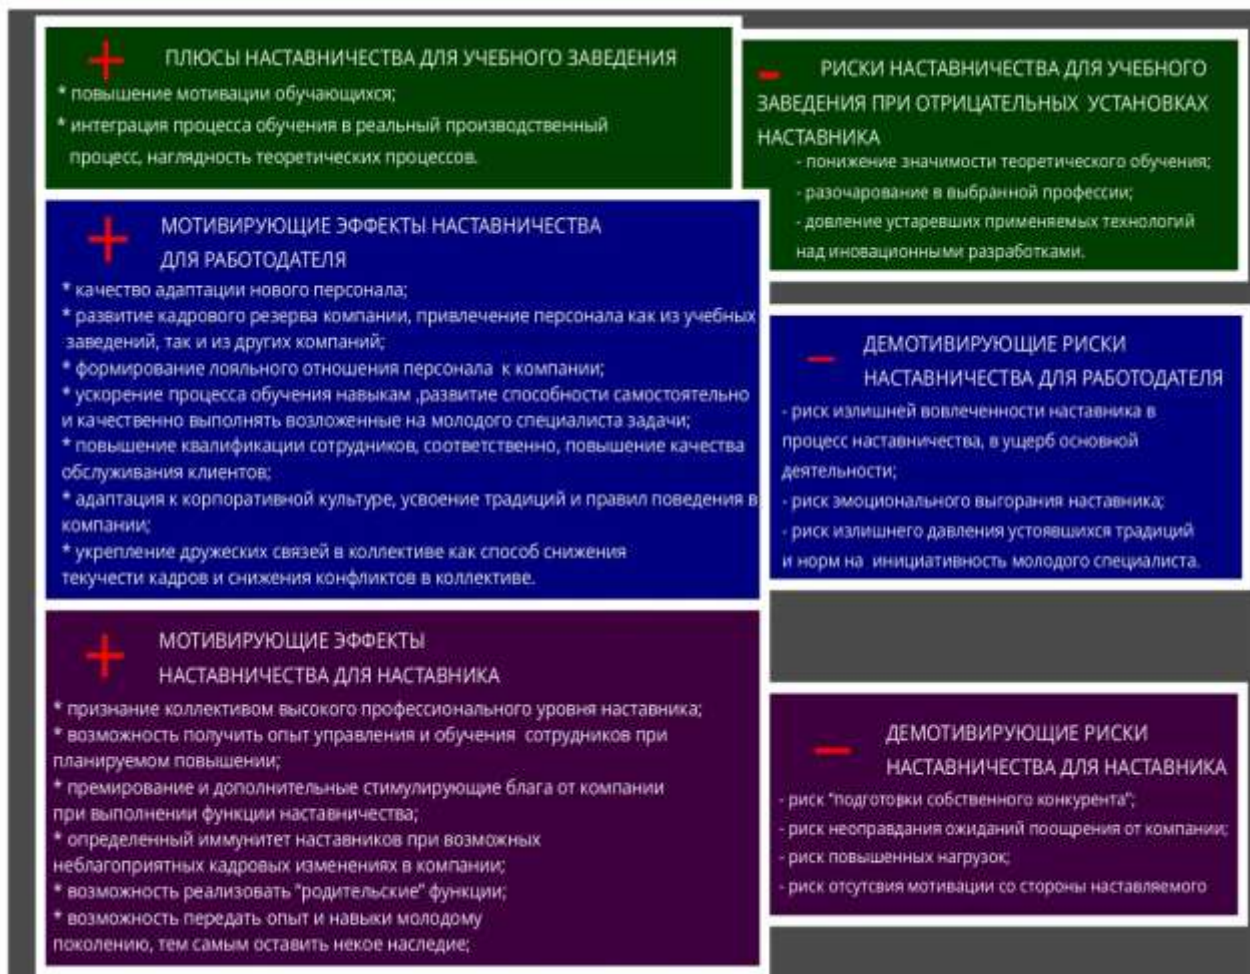 + ПЛЮСЫ НАСТАВНИЧЕСТВА ДЛЯ УЧЕБНОГО ЗАВЕДЕНИЯ
* повышение мотивации обучающихся;
* интеграция процесса обучения в реальный производственный
процесс, наглядность теоретических процессов.
- РИСКИ НАСТАВНИЧЕСТВА ДЛЯ УЧЕБНОГО
ЗАВЕДЕНИЯ ПРИ ОТРИЦАТЕЛЬНЫХ УСТАНОВКАХ
НАСТАВНИКА
- понижение значимости теоретического обучения;
- разочарование в выбранной профессии;
- довление устаревших применяемых технологий
над иновационными разработками.
+ МОТИВИРУЮЩИЕ ЭФФЕКТЫ НАСТАВНИЧЕСТВА
ДЛЯ РАБОТОДАТЕЛЯ
* качество адаптации нового персонала;
* развитие кадрового резерва компании, привлечение персонала как из учебных
заведений, так и из других компаний;
* формирование лояльного отношения персонала к компании;
* ускорение процесса обучения навыкам ,развитие способности самостоятельно
и качественно выполнять возложенные на молодого специалиста задачи;
* повышение квалификации сотрудников, соответственно, повышение качества
обслуживания клиентов;
* адаптация к корпоративной культуре, усвоение традиций и правил поведения в
компании;
* укрепление дружеских связей в коллективе как способ снижения
текучести кадров и снижения конфликтов в коллективе.
- ДЕМОТИВИРУЮЩИЕ РИСКИ
НАСТАВНИЧЕСТВА ДЛЯ РАБОТОДАТЕЛЯ
- риск излишней вовлеченности наставника в
процесс наставничества, в ущерб основной
деятельности;
- риск эмоционального выгорания наставника;
- риск излишнего давления устоявшихся традиций
и норм на инициативность молодого специалиста.
+ МОТИВИРУЮЩИЕ ЭФФЕКТЫ
НАСТАВНИЧЕСТВА ДЛЯ НАСТАВНИКА
* признание коллективом высокого профессионального уровня наставника;
* возможность получить опыт управления и обучения сотрудников при
планируемом повышении;
* премирование и дополнительные стимулирующие блага от компании
при выполнении функции наставничества;
* определенный иммунитет наставников при возможных
неблагоприятных кадровых изменениях в компании;
* возможность реализовать "родительские" функции;
* возможность передать опыт и навыки молодому
поколению, тем самым оставить некое наследие;
- ДЕМОТИВИРУЮЩИЕ РИСКИ
НАСТАВНИЧЕСТВА ДЛЯ НАСТАВНИКА
- риск "подготовки собственного конкурента";
- риск неоправдания ожиданий поощрения от компании;
- риск повышенных нагрузок;
- риск отсутсвия мотивации со стороны наставляемого